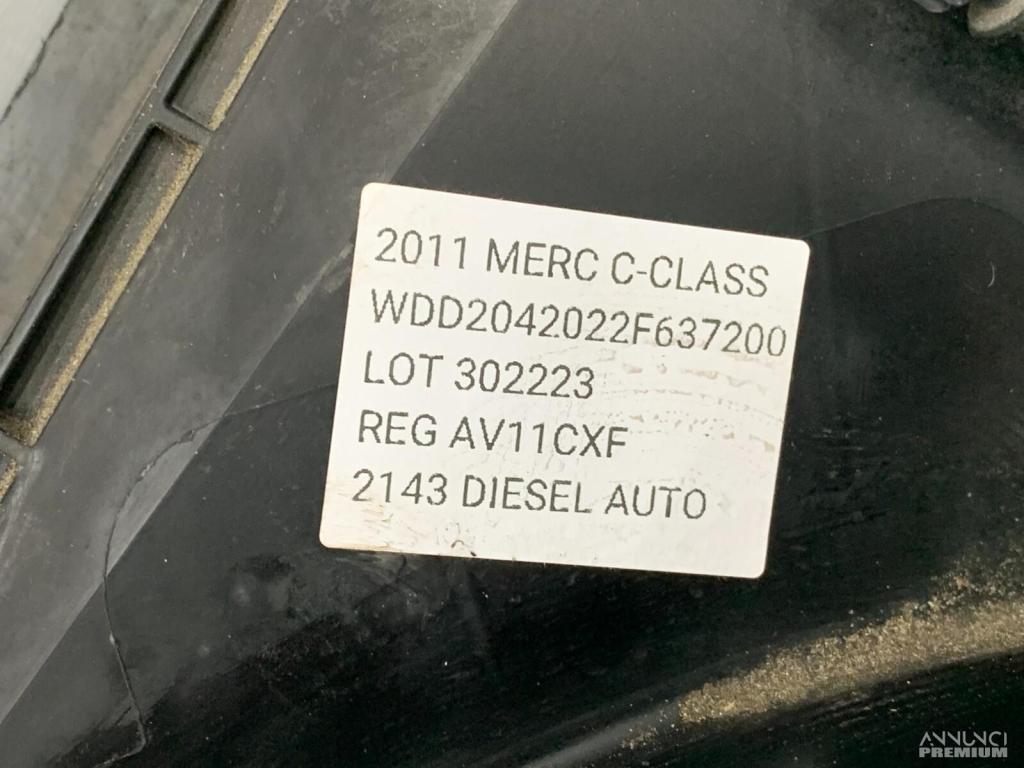 2011 MERC C-CLASS
WDD2042022F637200
LOT 302223
REG AV11CXF
2143 DIESEL AUTO
ANNUNCI
PREMIUM